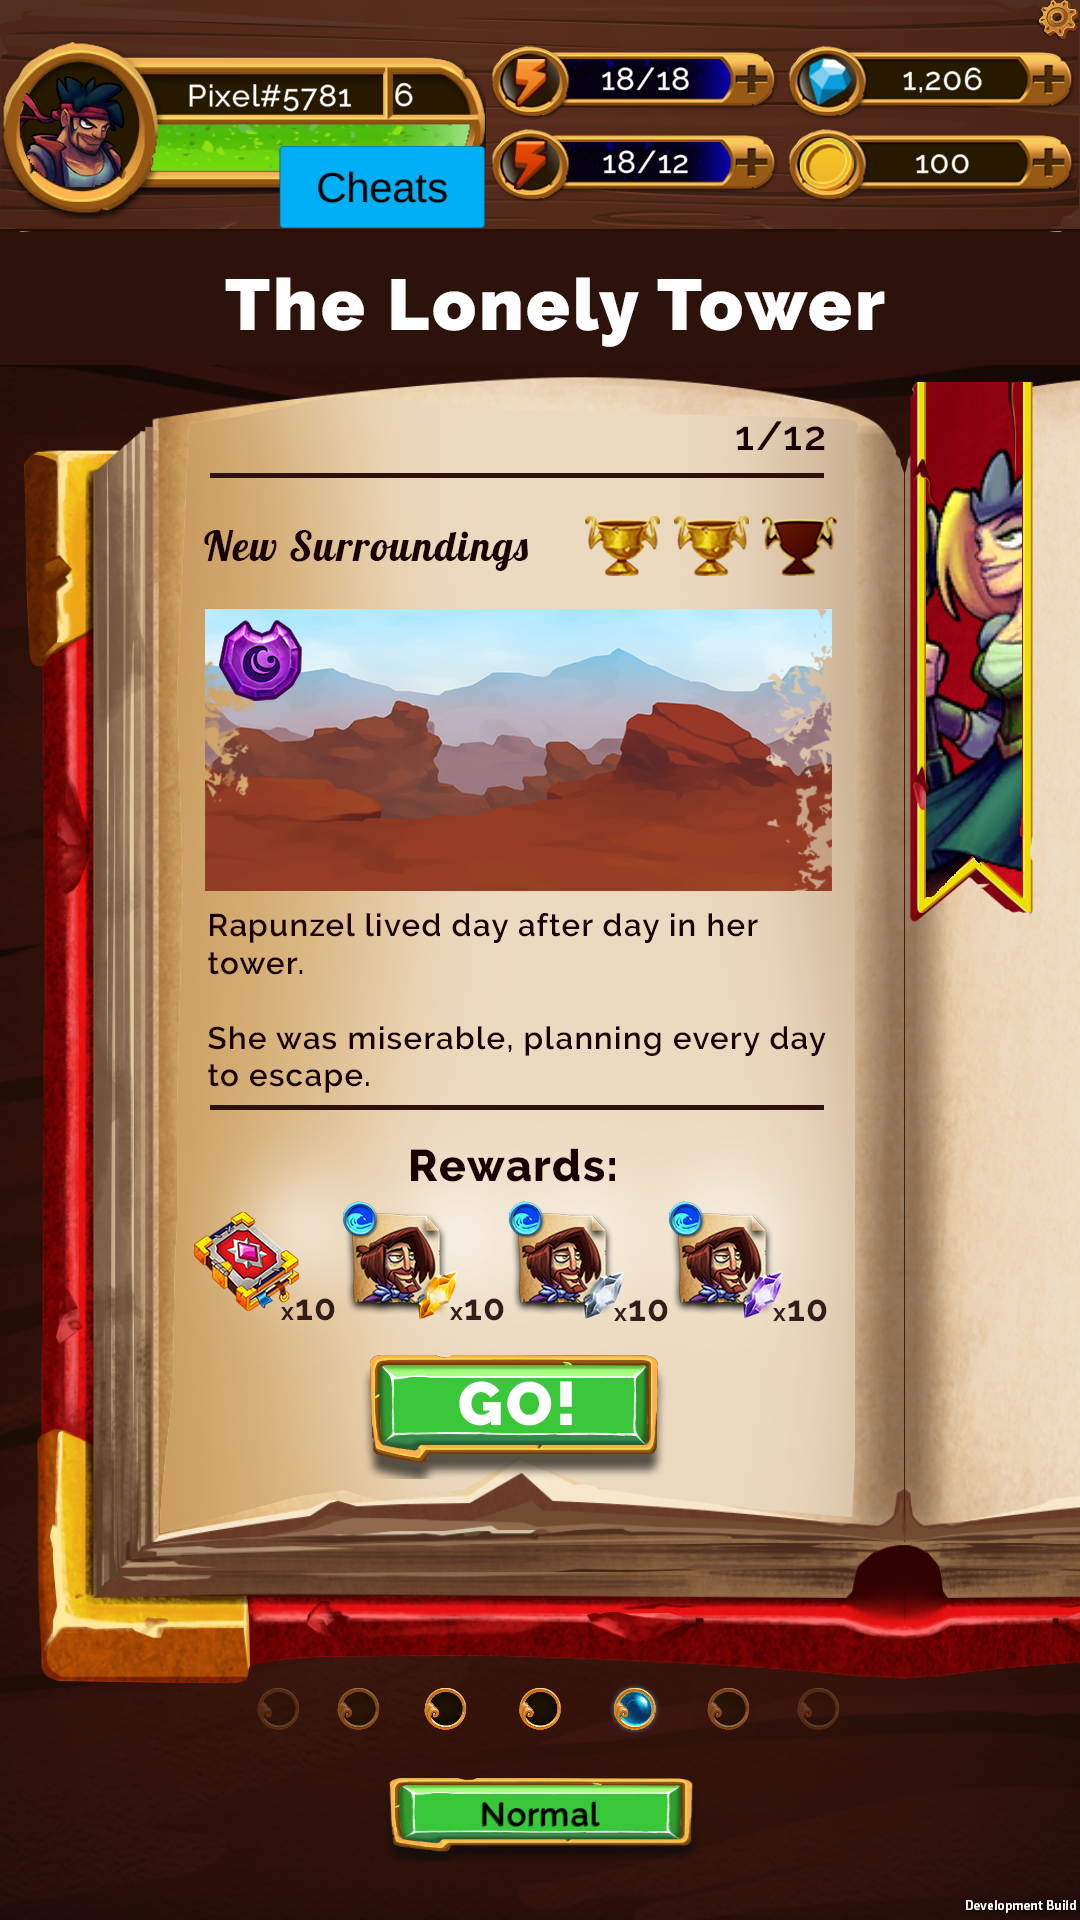 Pixel#5781
6
18/18
1,206
18/12
100
Cheats
The Lonely Tower
1/12
New Surroundings
Rapunzel lived day after day in her
tower.
She was miserable, planning every day
to escape.
Rewards:
x10
x10
x10
x10
GO!
Normal
Development Build